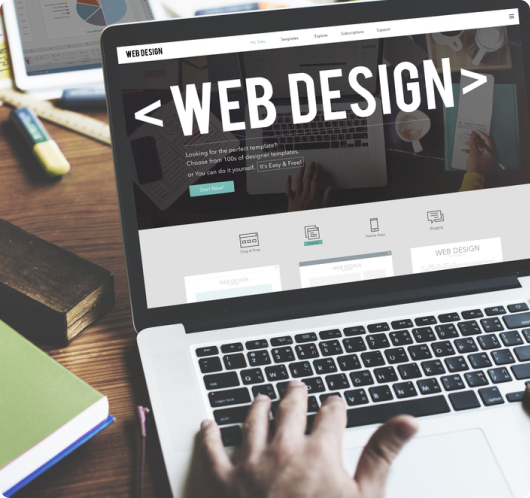 WEB DESIGN
My Sites Templates Explore Subscriptions Support
< WEB DESIGN >
Looking for the perfect template?
Choose from 100s of designer templates.
or You can do it yourself. It's Easy & Free!
Start Now!
Drag & Drop
Mobile Apps
Blogging
WEB DESIGN
WEB DESIGN
WEB DESIGN